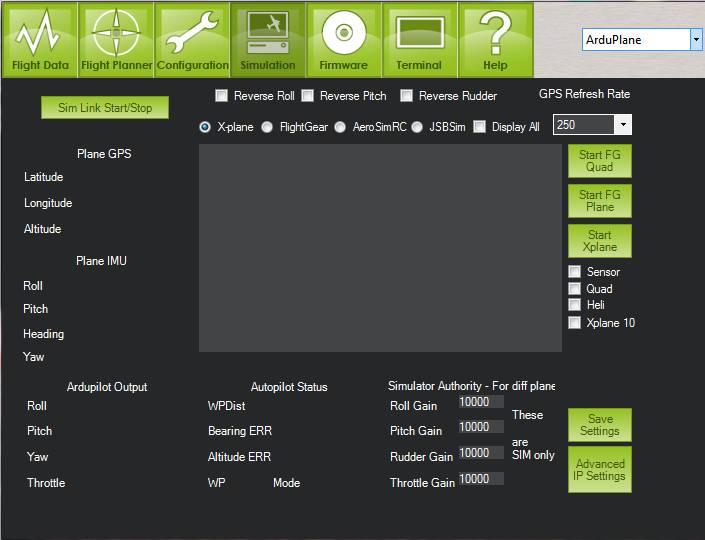 Flight Data Flight Planner Configuration Simulation Firmware Terminal Help ArduPlane
Sim Link Start/Stop
Reverse Roll Reverse Pitch Reverse Rudder
GPS Refresh Rate
X-plane FlightGear AeroSimRC JSBSim Display All
250
Plane GPS
Latitude
Longitude
Altitude
Plane IMU
Roll
Pitch
Heading
Yaw
Start FG
Quad
Start FG
Plane
Start
Xplane
Sensor
Quad
Heli
Xplane 10
Ardupilot Output
Roll
Pitch
Yaw
Throttle
Autopilot Status
WPDist
Bearing ERR
Altitude ERR
WP Mode
Simulator Authority - For diff plane
Roll Gain 10000
Pitch Gain 10000
Rudder Gain 10000
Throttle Gain 10000
These
are
SIM only
Save
Settings
Advanced
IP Settings